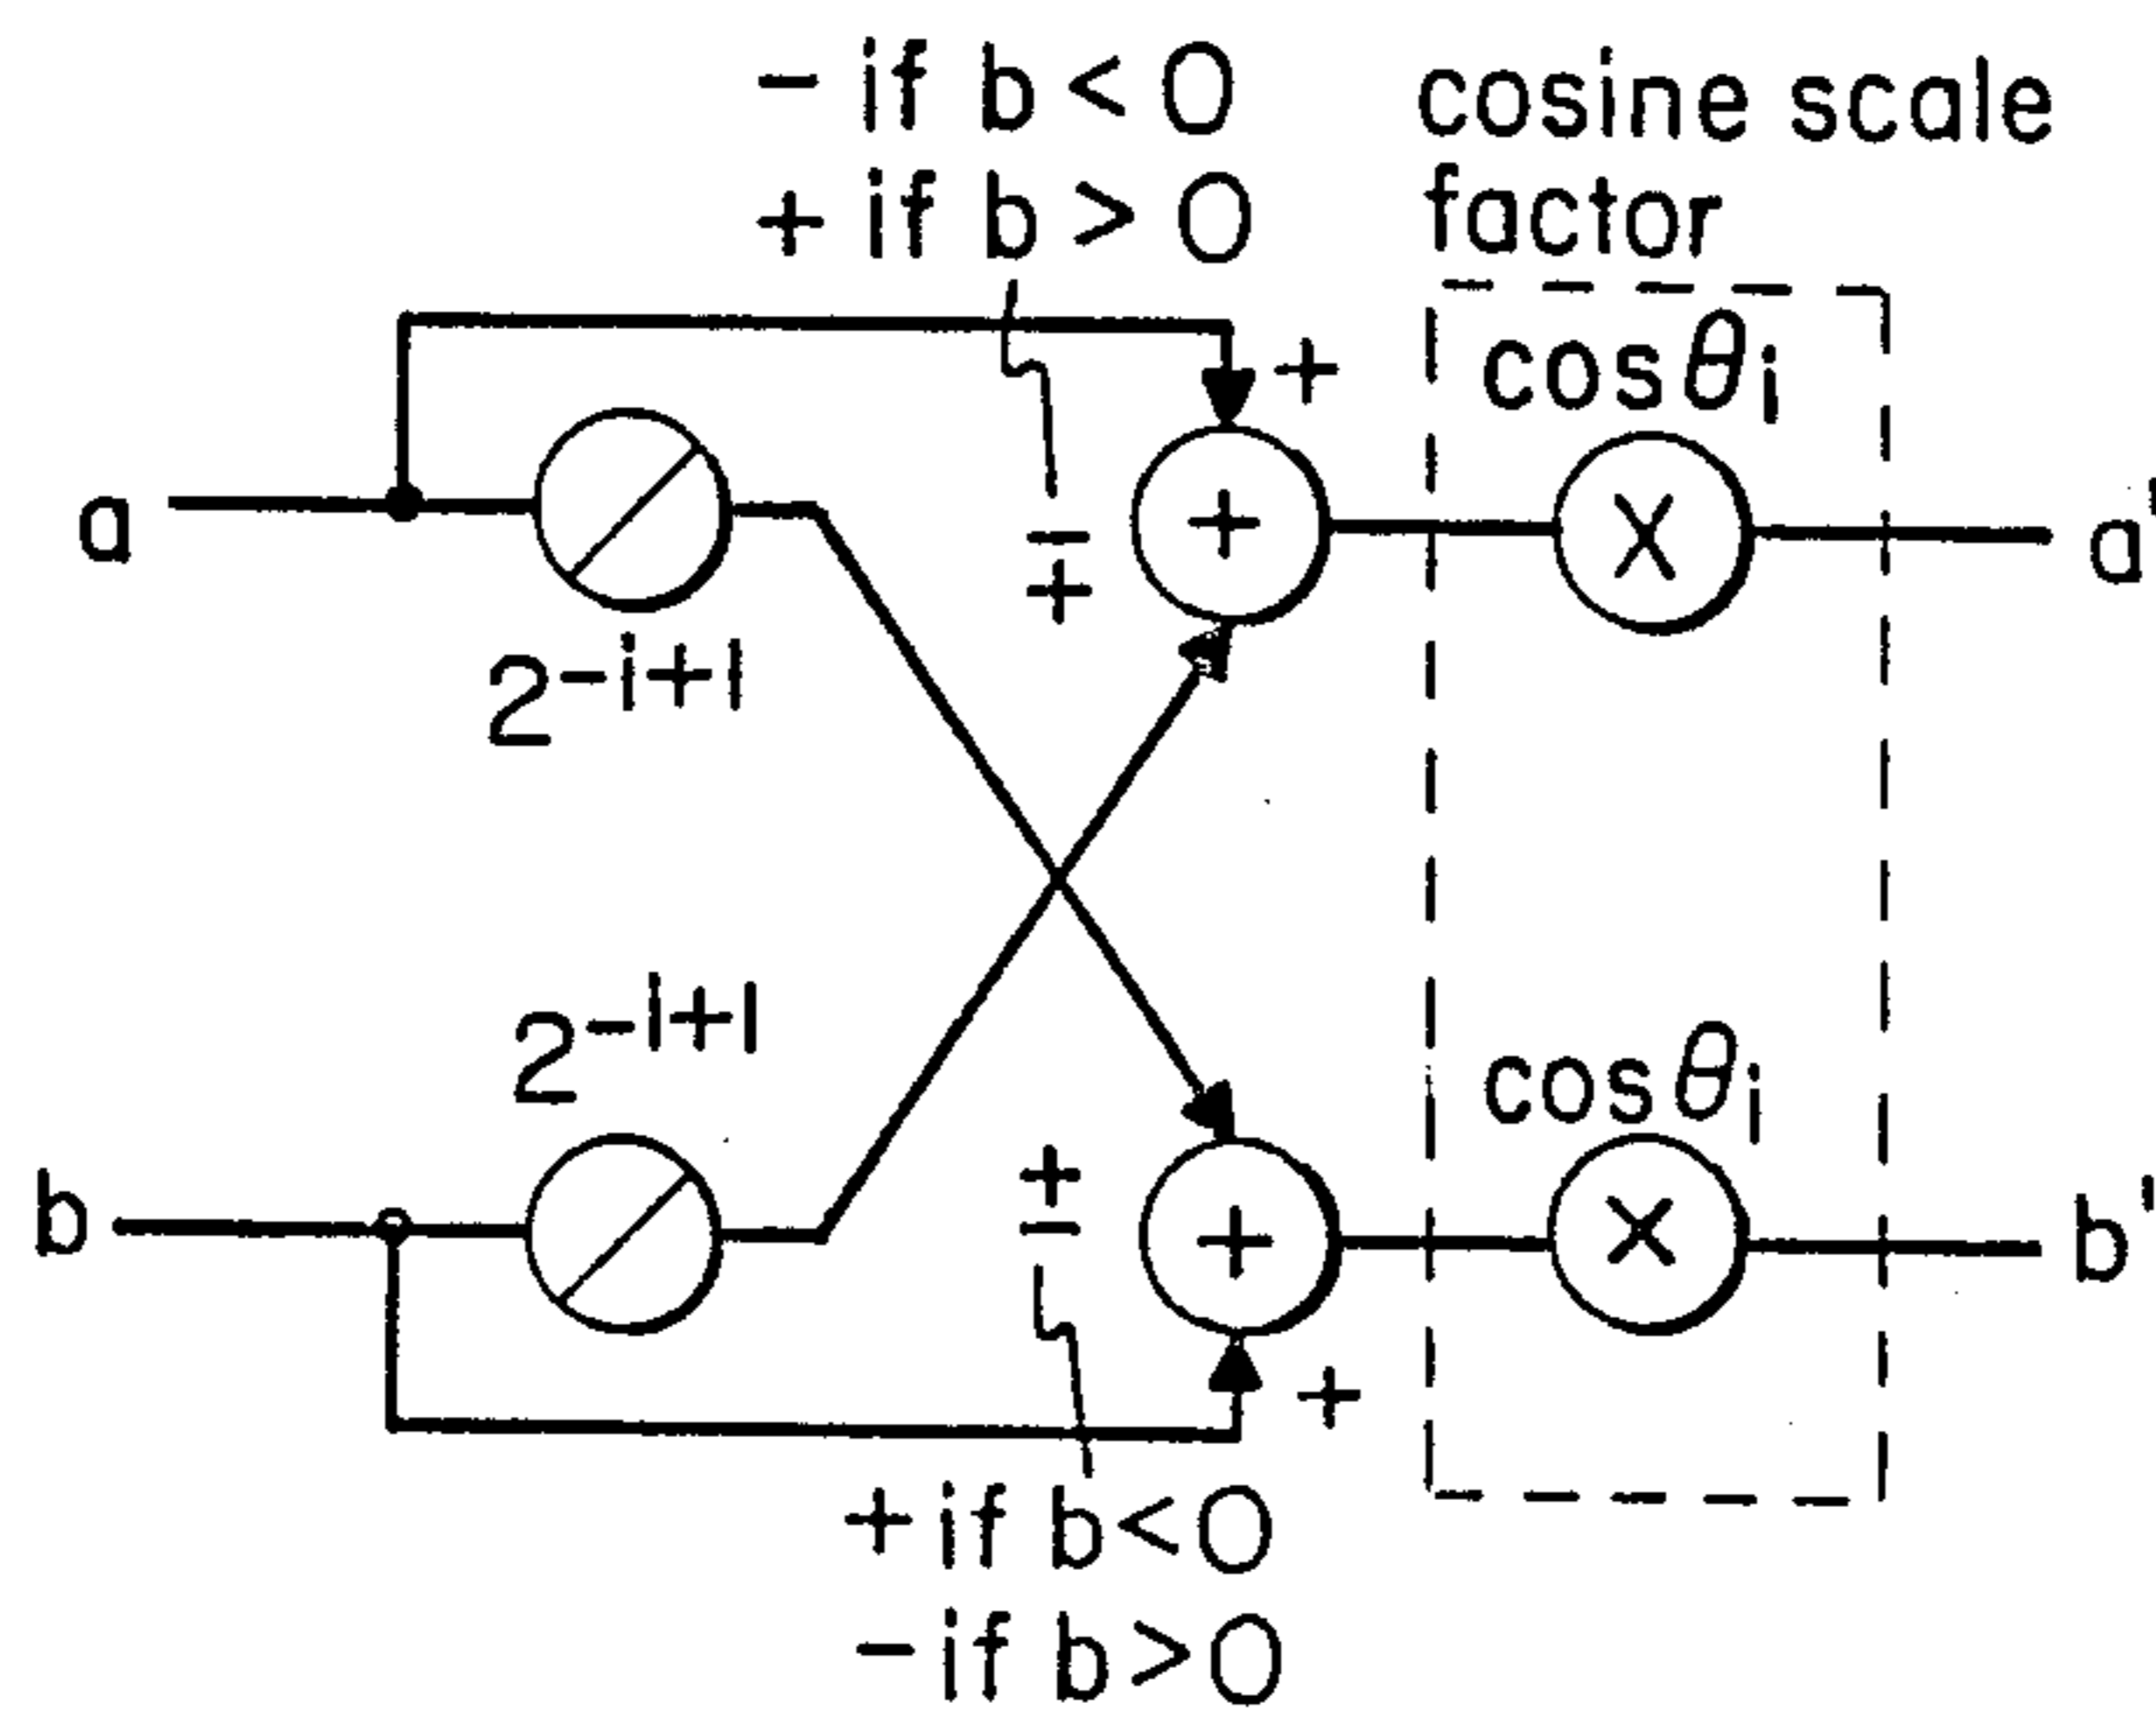 − if b < 0 cosine scale
+ if b > 0 factor
+ cos θi
a − + X a'
+
2^-i+1
2^-i+1
cos θi
b + − + X b'
+
+ if b < 0
− if b > 0